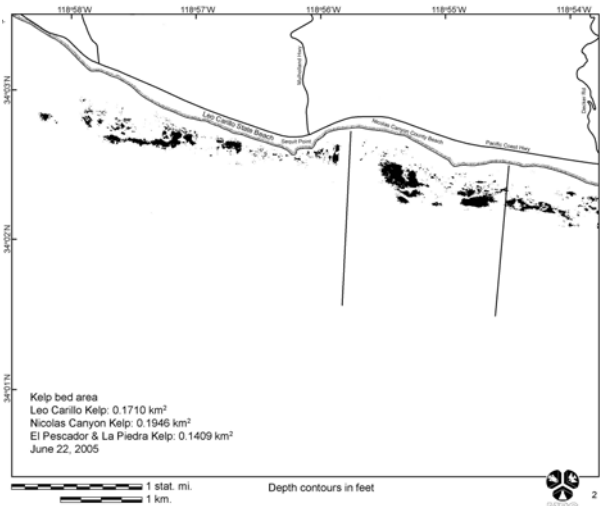 118°58'W 118°57'W 118°56'W 118°55'W 118°54'W
34°03'N
34°02'N
34°01'N
Mulholland Hwy
Decker Rd
Leo Carillo State Beach
Sequit Point
Nicolas Canyon County Beach
Pacific Coast Hwy
Kelp bed area
Leo Carillo Kelp: 0.1710 km²
Nicolas Canyon Kelp: 0.1946 km²
El Pescador & La Piedra Kelp: 0.1409 km²
June 22, 2005
1 stat. mi.
1 km.
Depth contours in feet
2